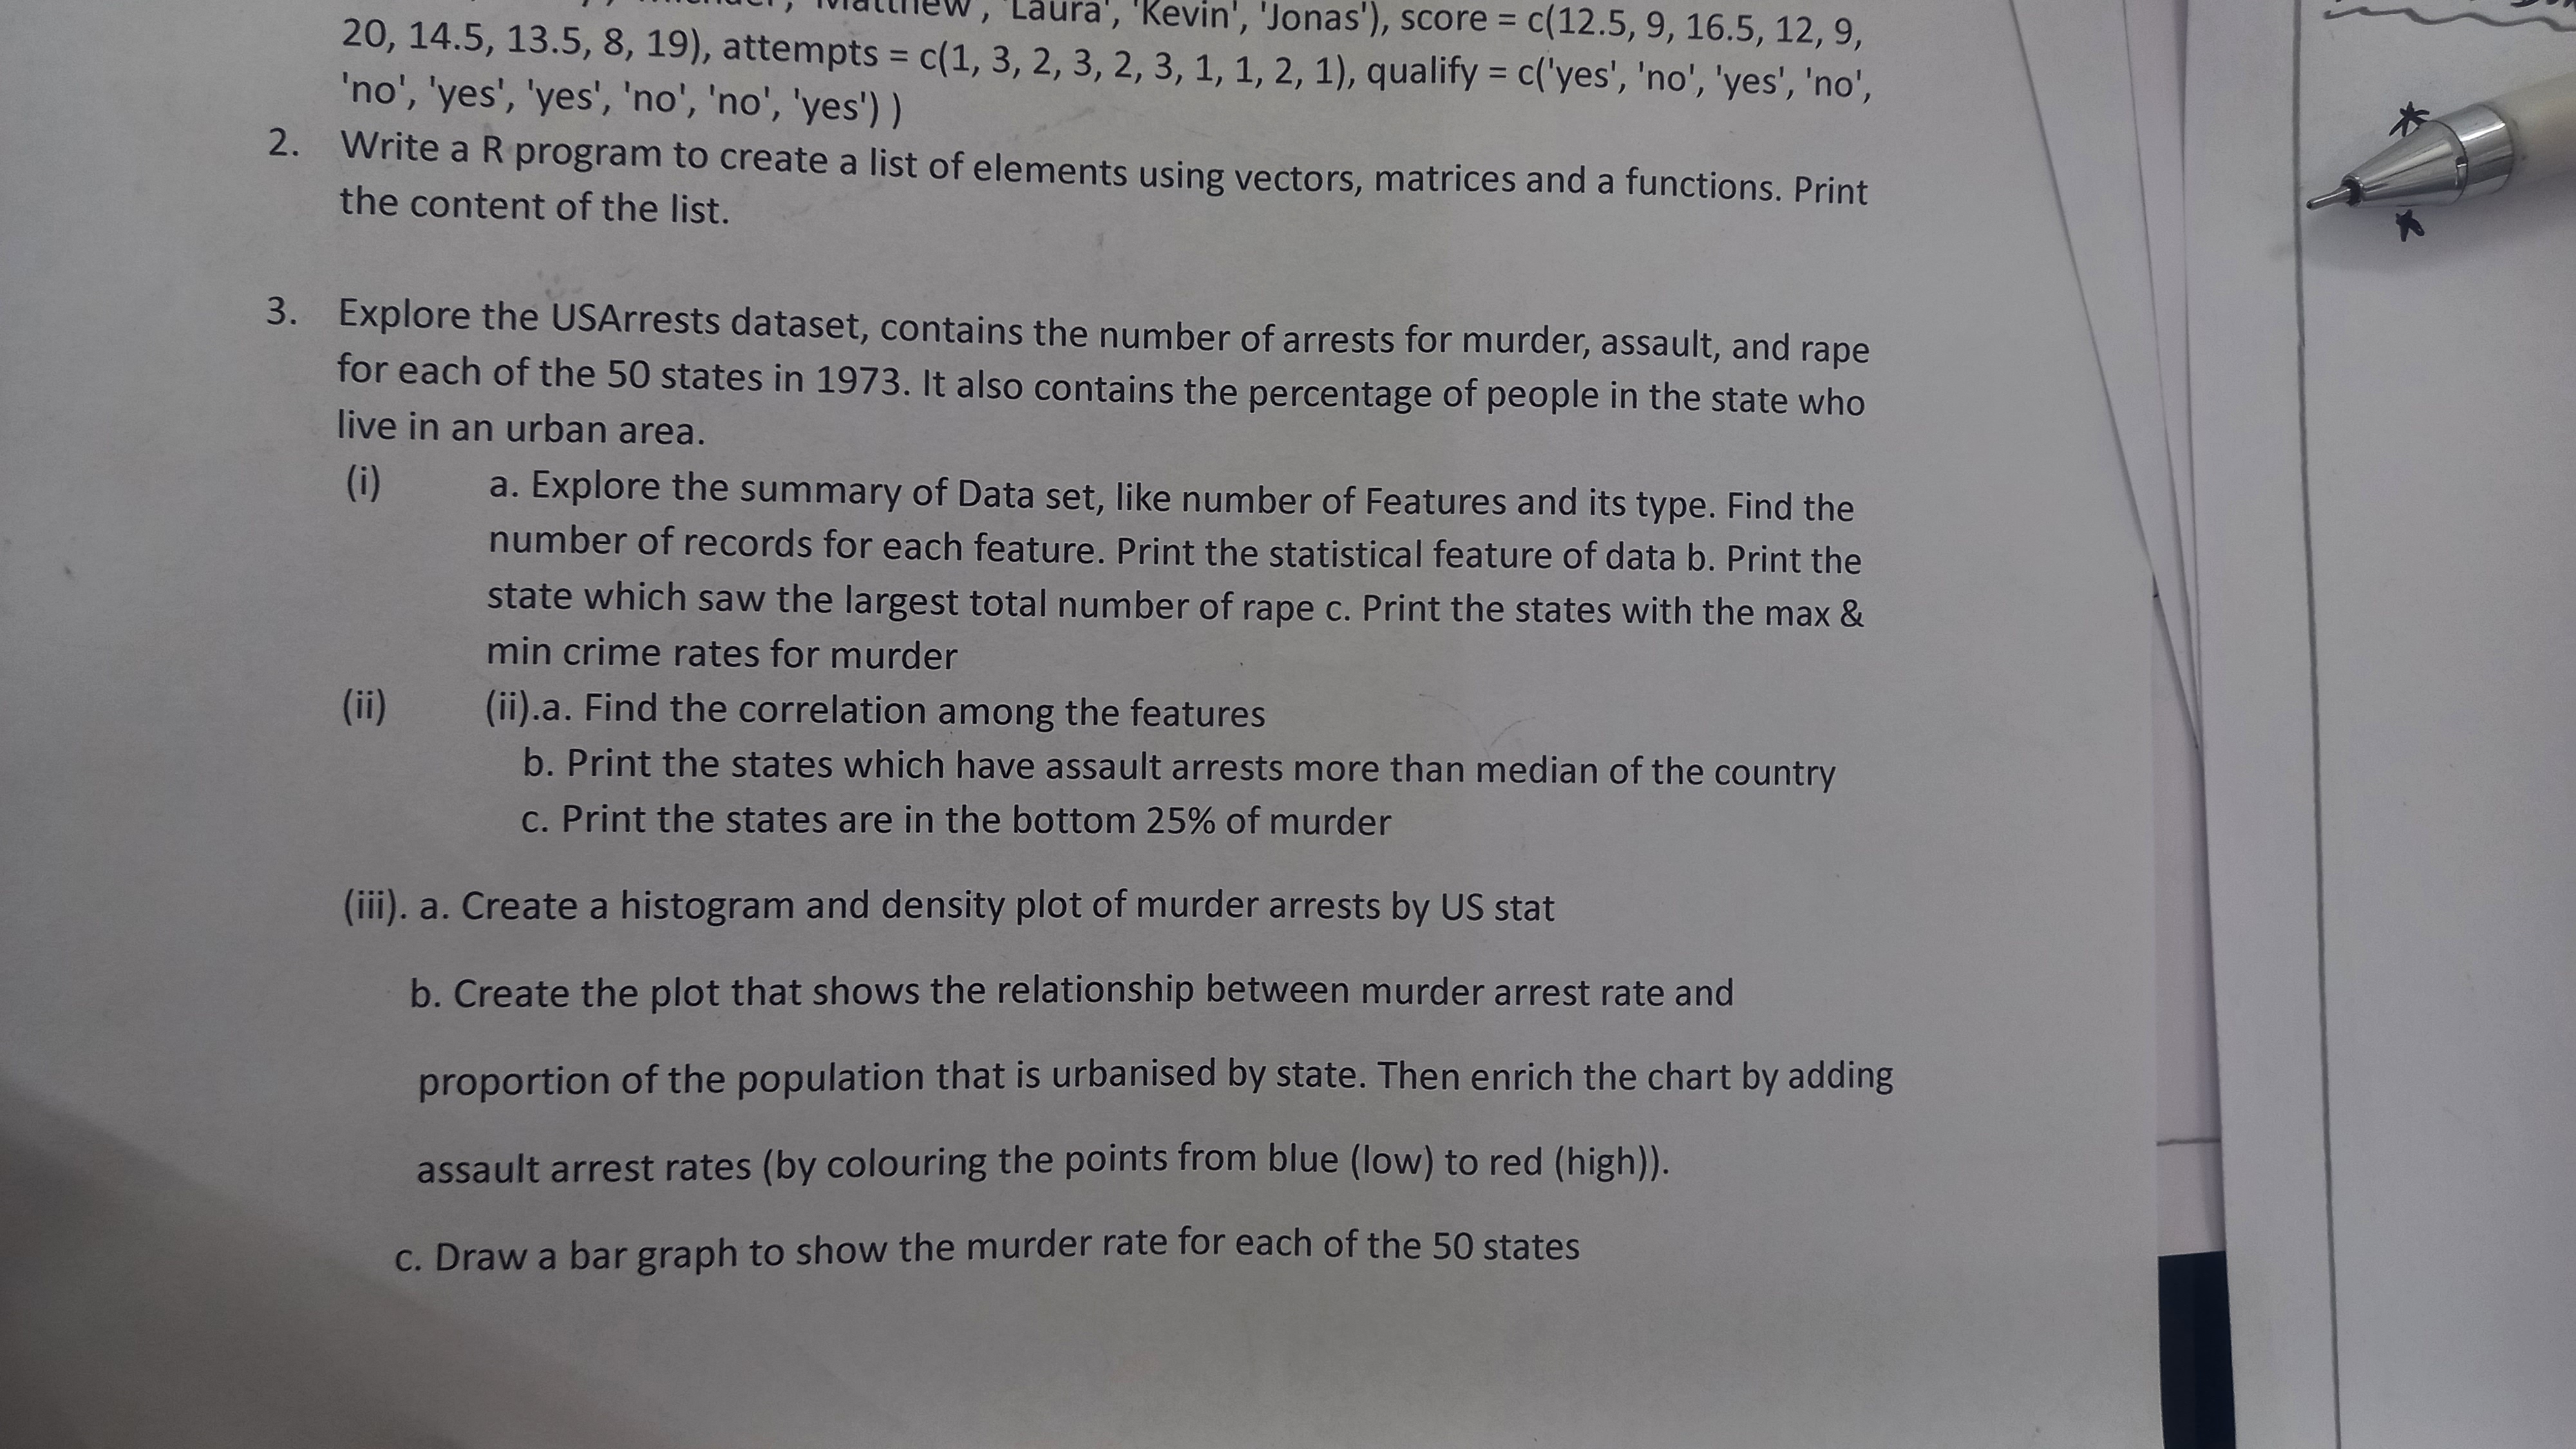 'Matthew', 'Laura', 'Kevin', 'Jonas'), score = c(12.5, 9, 16.5, 12, 9,
20, 14.5, 13.5, 8, 19), attempts = c(1, 3, 2, 3, 2, 3, 1, 1, 2, 1), qualify = c('yes', 'no', 'yes', 'no',
'no', 'yes', 'yes', 'no', 'no', 'yes') )
2. Write a R program to create a list of elements using vectors, matrices and a functions. Print
the content of the list.
3. Explore the USArrests dataset, contains the number of arrests for murder, assault, and rape
for each of the 50 states in 1973. It also contains the percentage of people in the state who
live in an urban area.
(i) a. Explore the summary of Data set, like number of Features and its type. Find the
number of records for each feature. Print the statistical feature of data b. Print the
state which saw the largest total number of rape c. Print the states with the max &
min crime rates for murder
(ii) (ii).a. Find the correlation among the features
b. Print the states which have assault arrests more than median of the country
c. Print the states are in the bottom 25% of murder
(iii). a. Create a histogram and density plot of murder arrests by US stat
b. Create the plot that shows the relationship between murder arrest rate and
proportion of the population that is urbanised by state. Then enrich the chart by adding
assault arrest rates (by colouring the points from blue (low) to red (high)).
c. Draw a bar graph to show the murder rate for each of the 50 states